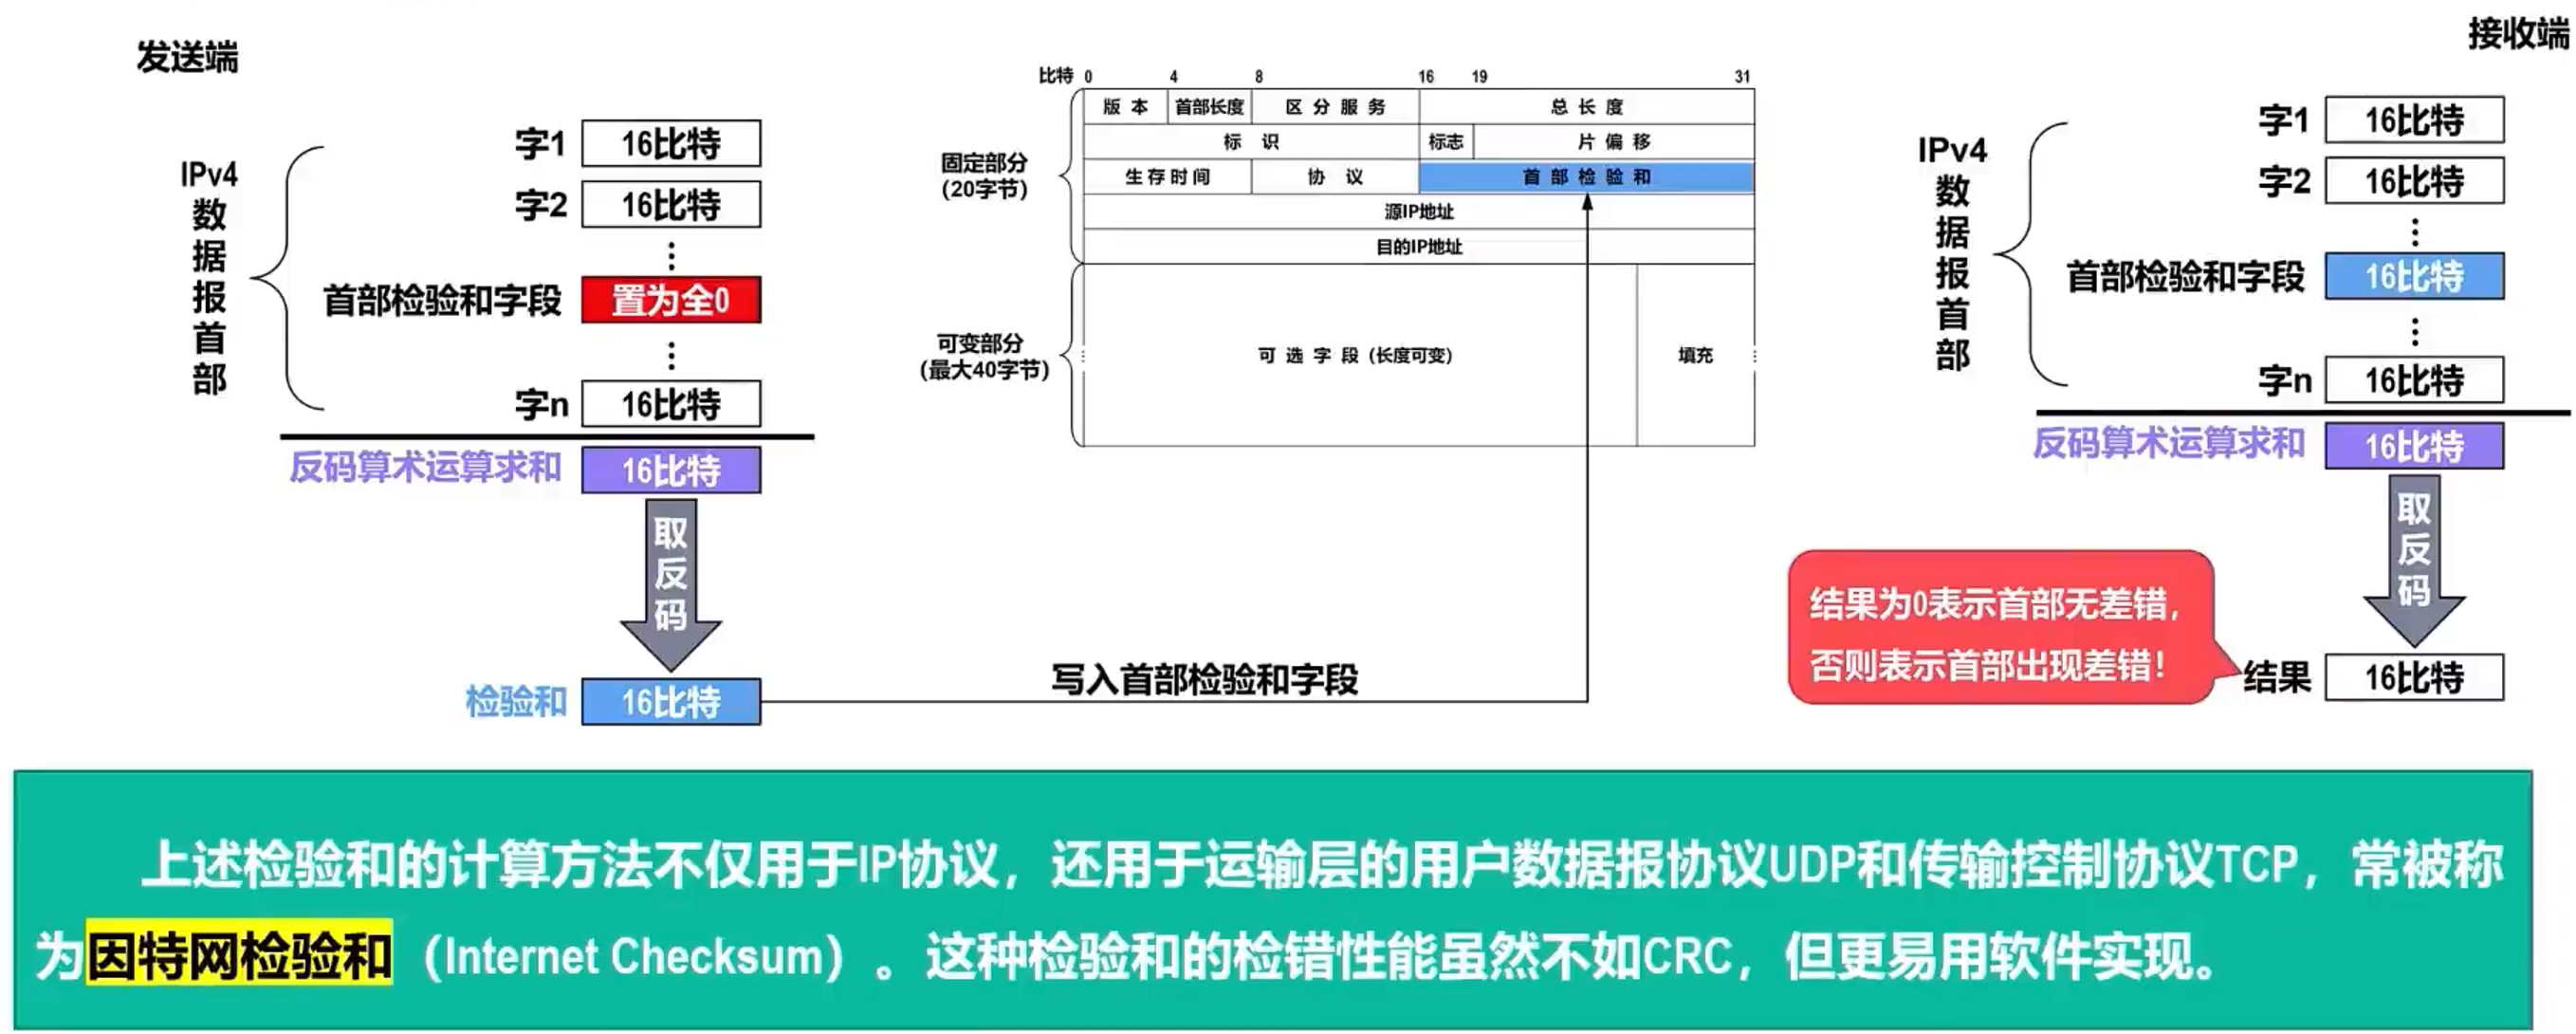 发送端
IPv4
数
据
报
首
部
字1 16比特
字2 16比特
首部检验和字段 置为全0
字n 16比特
反码算术运算求和 16比特
取
反
码
检验和 16比特
写入首部检验和字段
比特 0 4 8 16 19 31
版 本 首部长度 区 分 服 务 总 长 度
标 识 标志 片 偏 移
生存时间 协 议 首 部 检 验 和
源IP地址
目的IP地址
可 选 字 段 (长度可变) 填充
固定部分
(20字节)
可变部分
(最大40字节)
接收端
IPv4
数
据
报
首
部
字1 16比特
字2 16比特
首部检验和字段 16比特
字n 16比特
反码算术运算求和 16比特
取
反
码
结果 16比特
结果为0表示首部无差错,
否则表示首部出现差错!
上述检验和的计算方法不仅用于IP协议，还用于运输层的用户数据报协议UDP和传输控制协议TCP，常被称
为因特网检验和（Internet Checksum）。这种检验和的检错性能虽然不如CRC，但更易用软件实现。